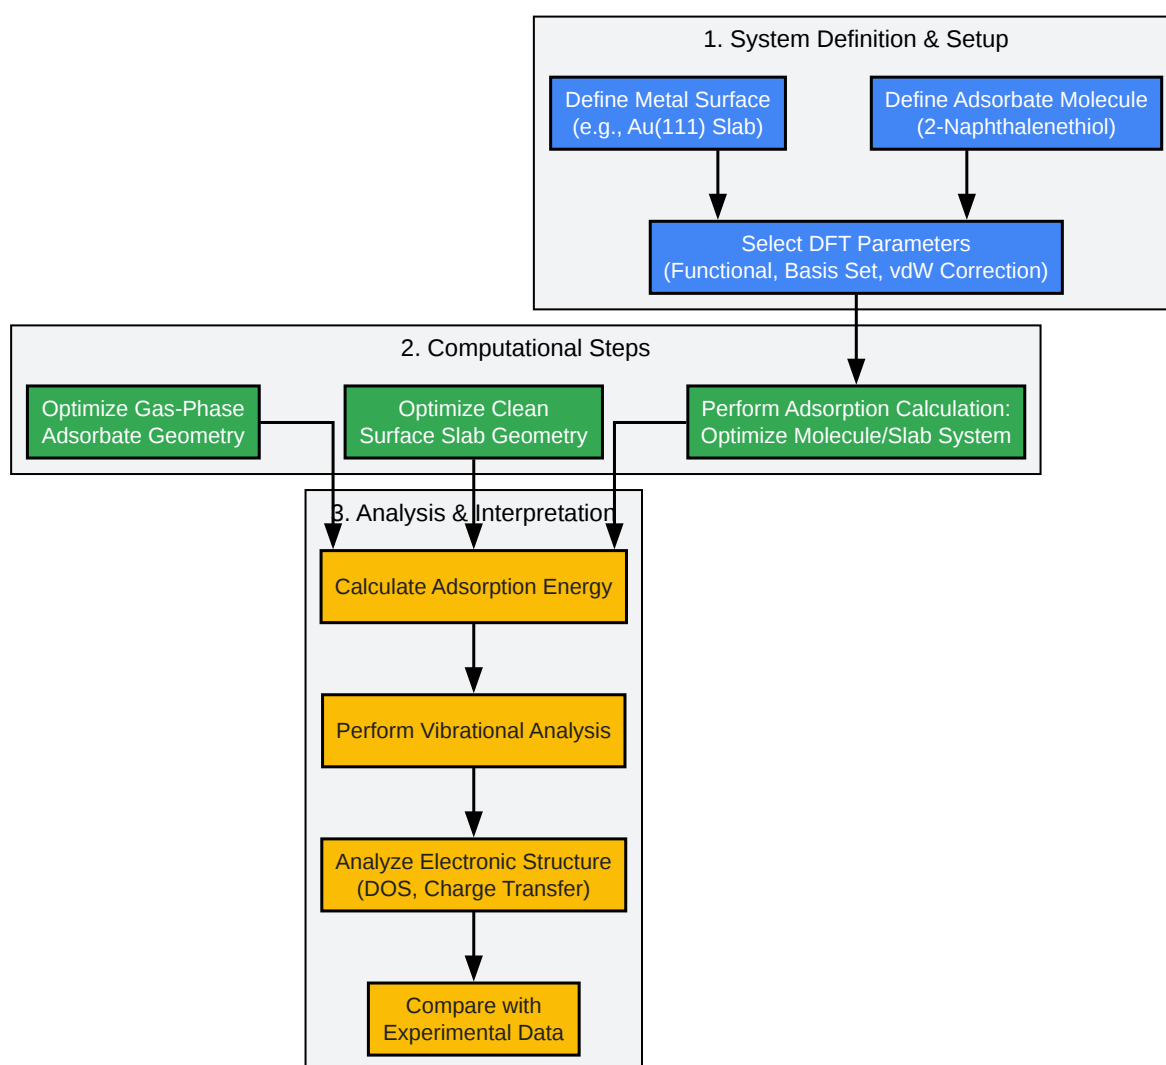 1. System Definition & Setup
Define Metal Surface
(e.g., Au(111) Slab)
Define Adsorbate Molecule
(2-Naphthalenethiol)
Select DFT Parameters
(Functional, Basis Set, vdW Correction)
2. Computational Steps
Optimize Gas-Phase
Adsorbate Geometry
Optimize Clean
Surface Slab Geometry
Perform Adsorption Calculation:
Optimize Molecule/Slab System
3. Analysis & Interpretation
Calculate Adsorption Energy
Perform Vibrational Analysis
Analyze Electronic Structure
(DOS, Charge Transfer)
Compare with
Experimental Data